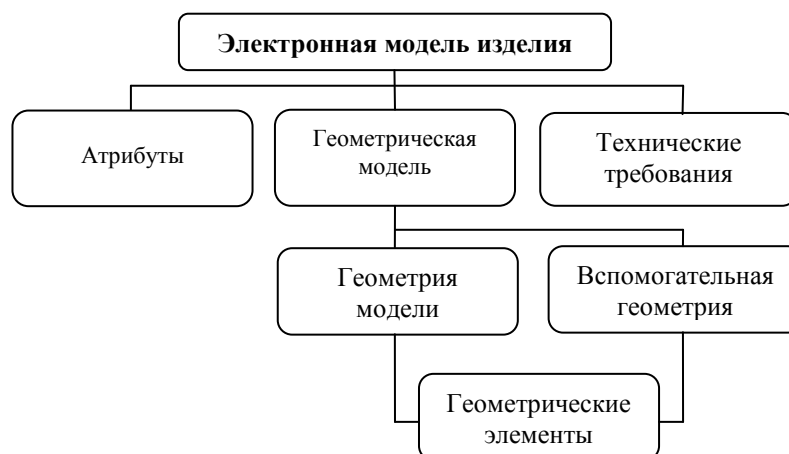 Электронная модель изделия
Атрибуты
Геометрическая
модель
Технические
требования
Геометрия
модели
Вспомогательная
геометрия
Геометрические
элементы